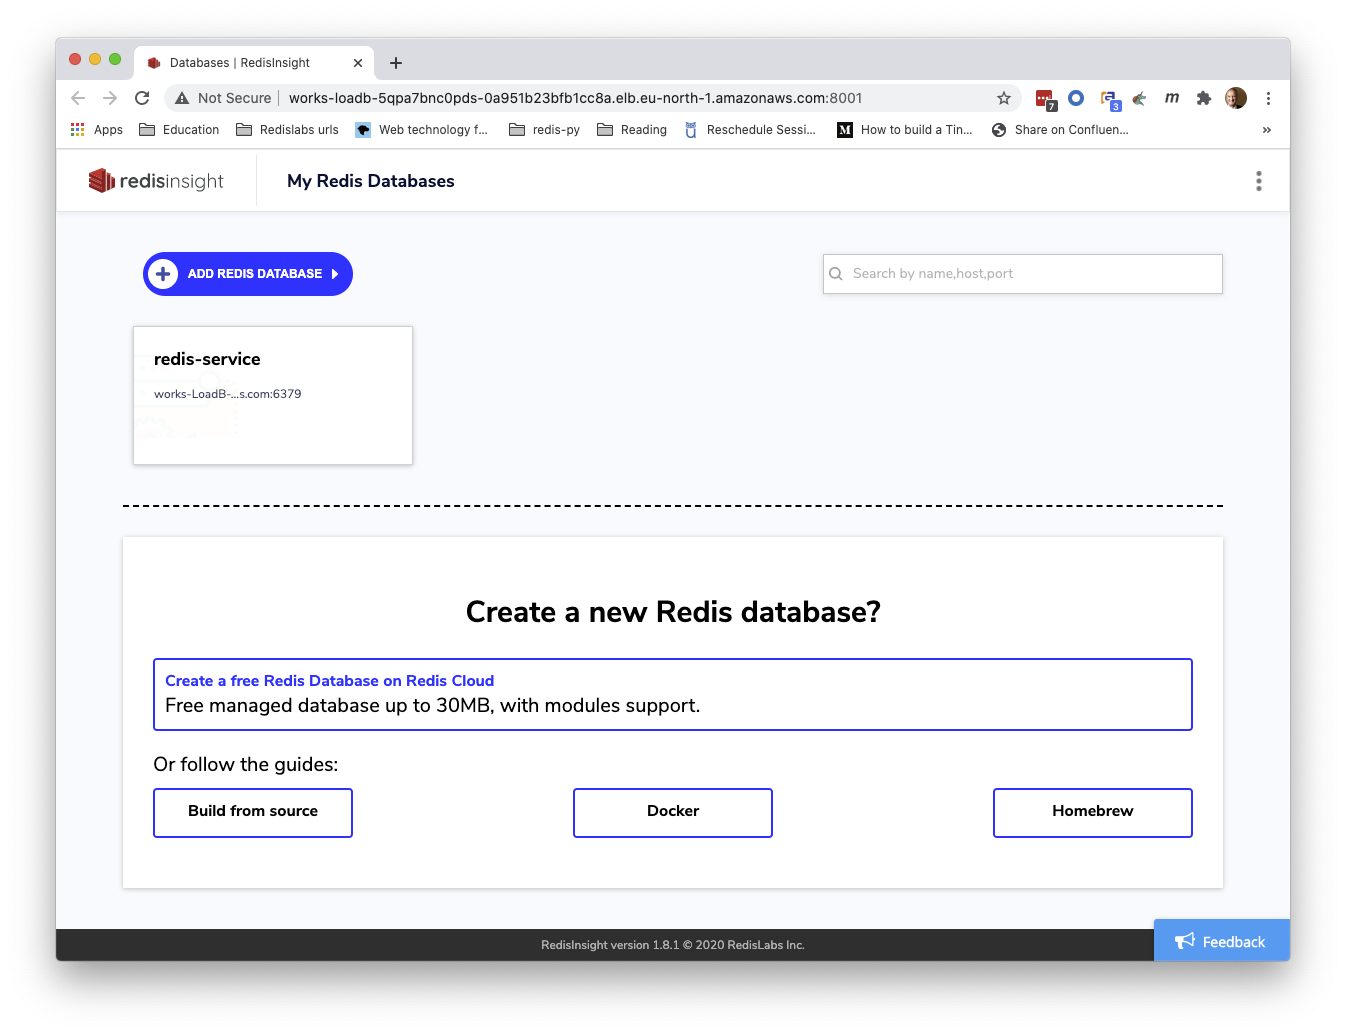 Databases | RedisInsight
Not Secure
works-loadb-5qpa7bnc0pds-0a951b23bfb1cc8a.elb.eu-north-1.amazonaws.com:8001
7
3
m
Apps
Education
Redislabs urls
Web technology f...
redis-py
Reading
Reschedule Sessi...
M
How to build a Tin...
Share on Confluen...
»
redisinsight
My Redis Databases
ADD REDIS DATABASE
Search by name,host,port
redis-service
works-LoadB-...s.com:6379
Create a new Redis database?
Create a free Redis Database on Redis Cloud
Free managed database up to 30MB, with modules support.
Or follow the guides:
Build from source
Docker
Homebrew
RedisInsight version 1.8.1 © 2020 RedisLabs Inc.
Feedback